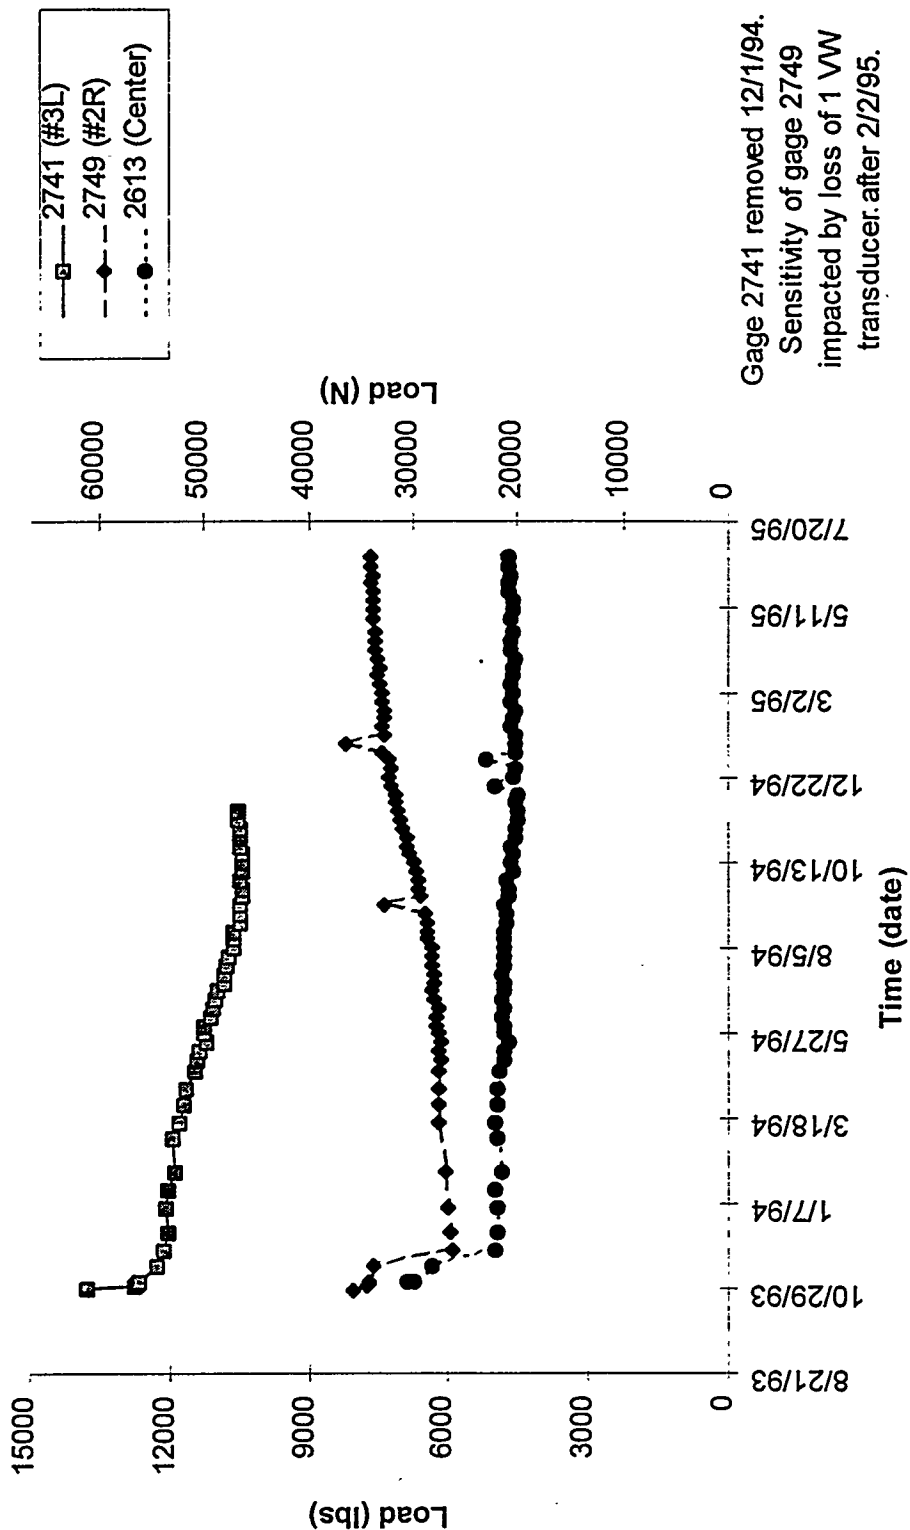 2741 (#3L)
2749 (#2R)
2613 (Center)
Load (lbs)
15000
12000
9000
6000
3000
0
Load (N)
60000
50000
40000
30000
20000
10000
0
8/21/93
10/29/93
1/7/94
3/18/94
5/27/94
8/5/94
10/13/94
12/22/94
3/2/95
5/11/95
7/20/95
Time (date)
Gage 2741 removed 12/1/94.
Sensitivity of gage 2749
impacted by loss of 1 VW
transducer.after 2/2/95.